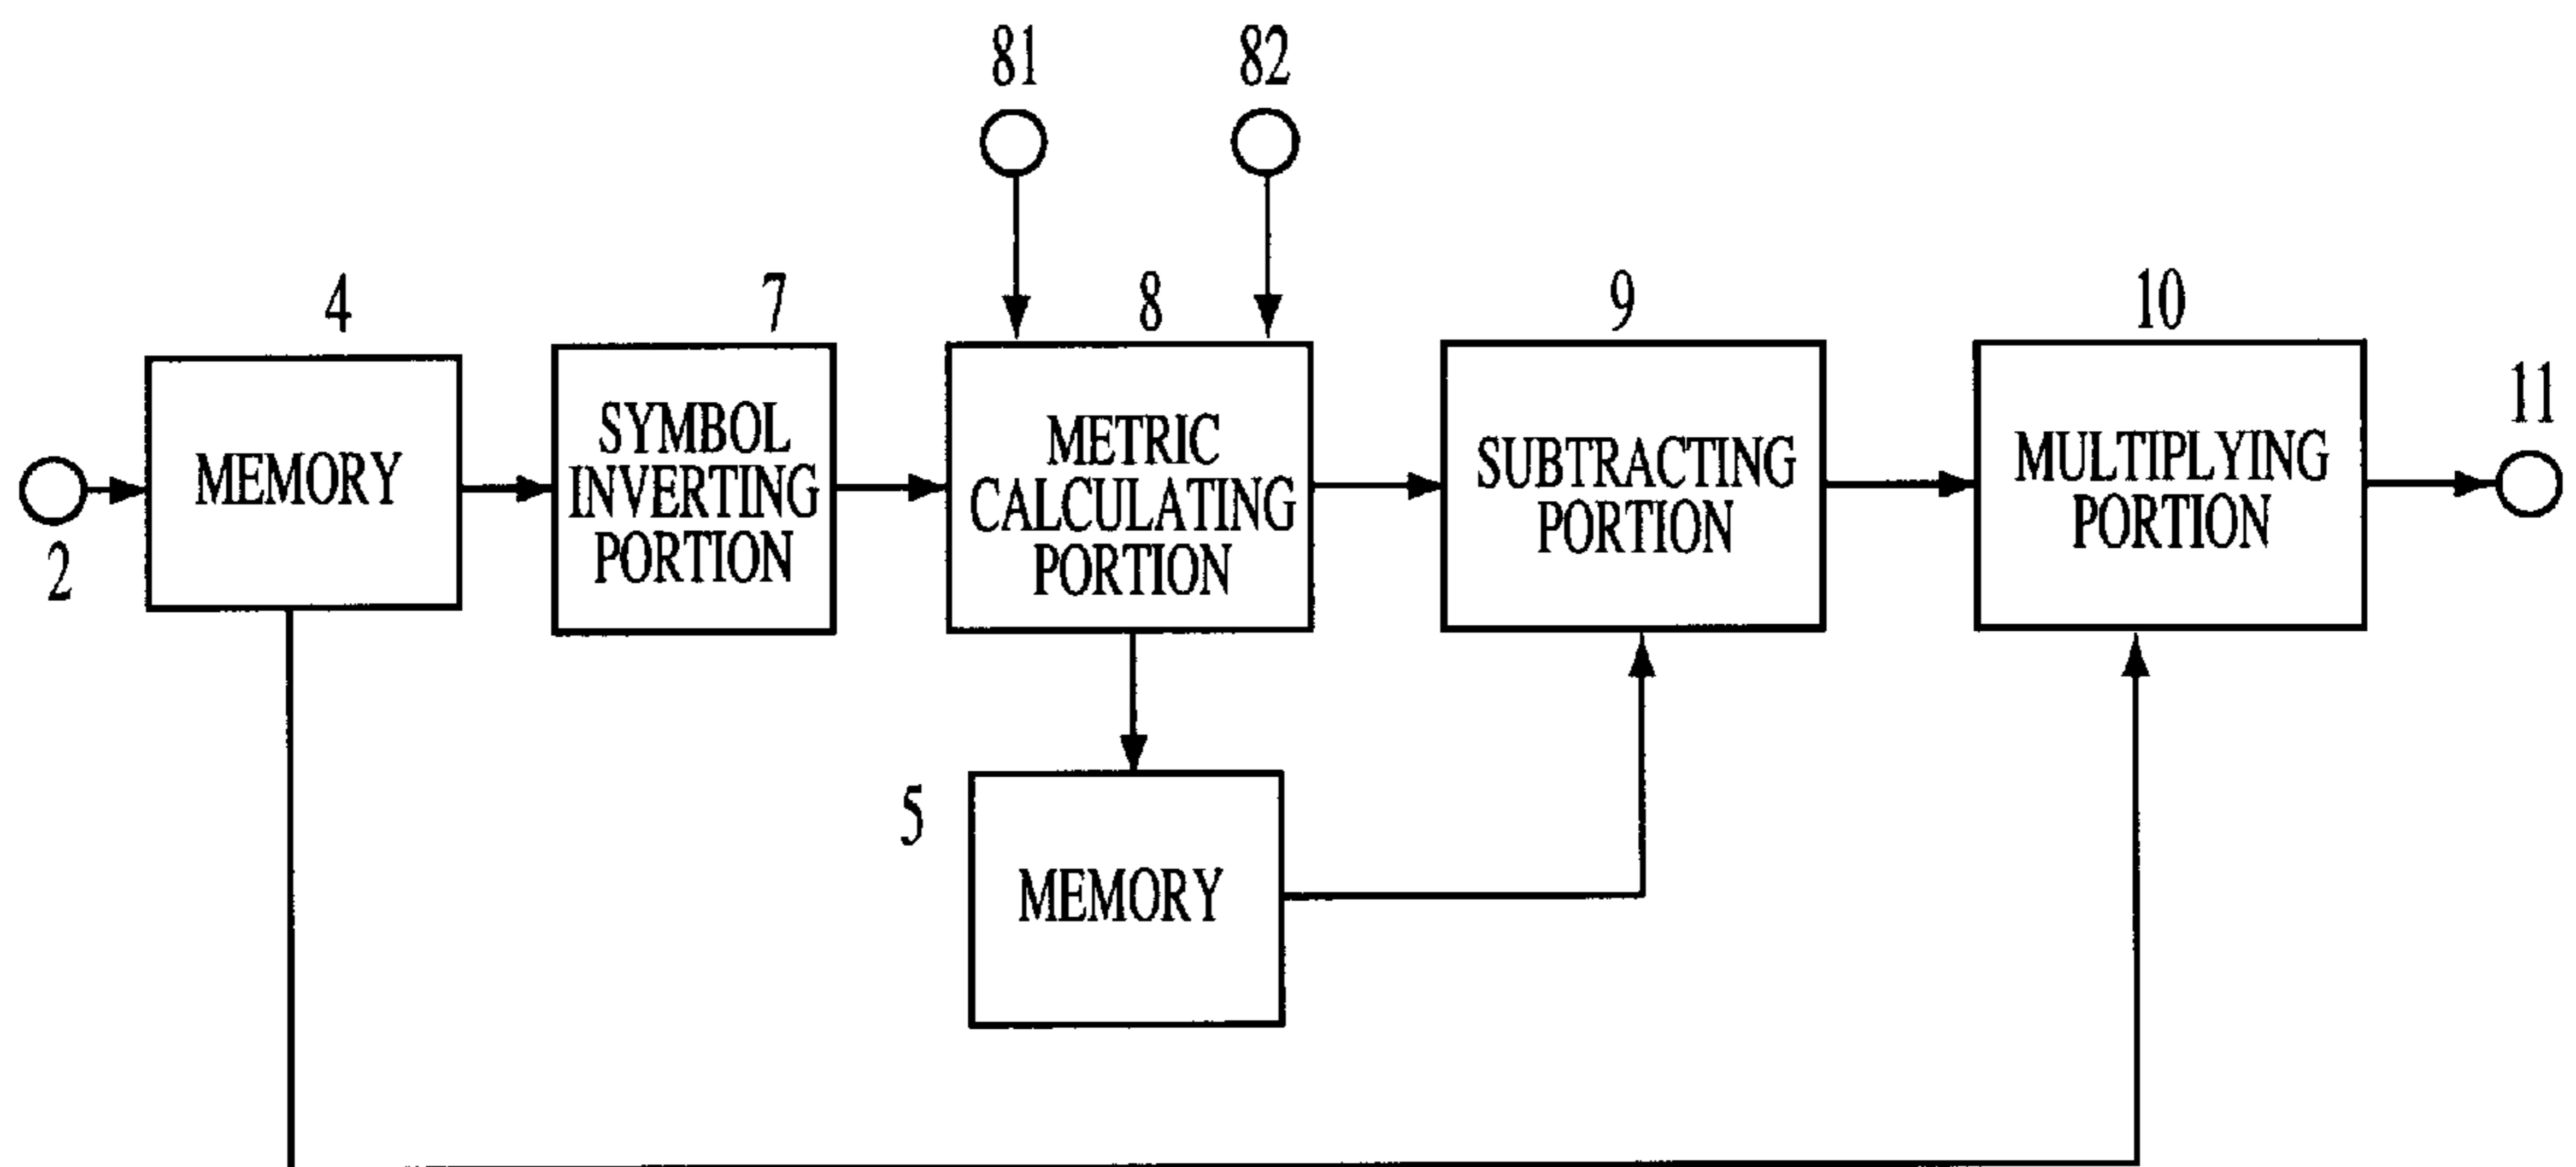 81
82
4
7
8
9
10
11
MEMORY
SYMBOL
INVERTING
PORTION
METRIC
CALCULATING
PORTION
SUBTRACTING
PORTION
MULTIPLYING
PORTION
2
5
MEMORY